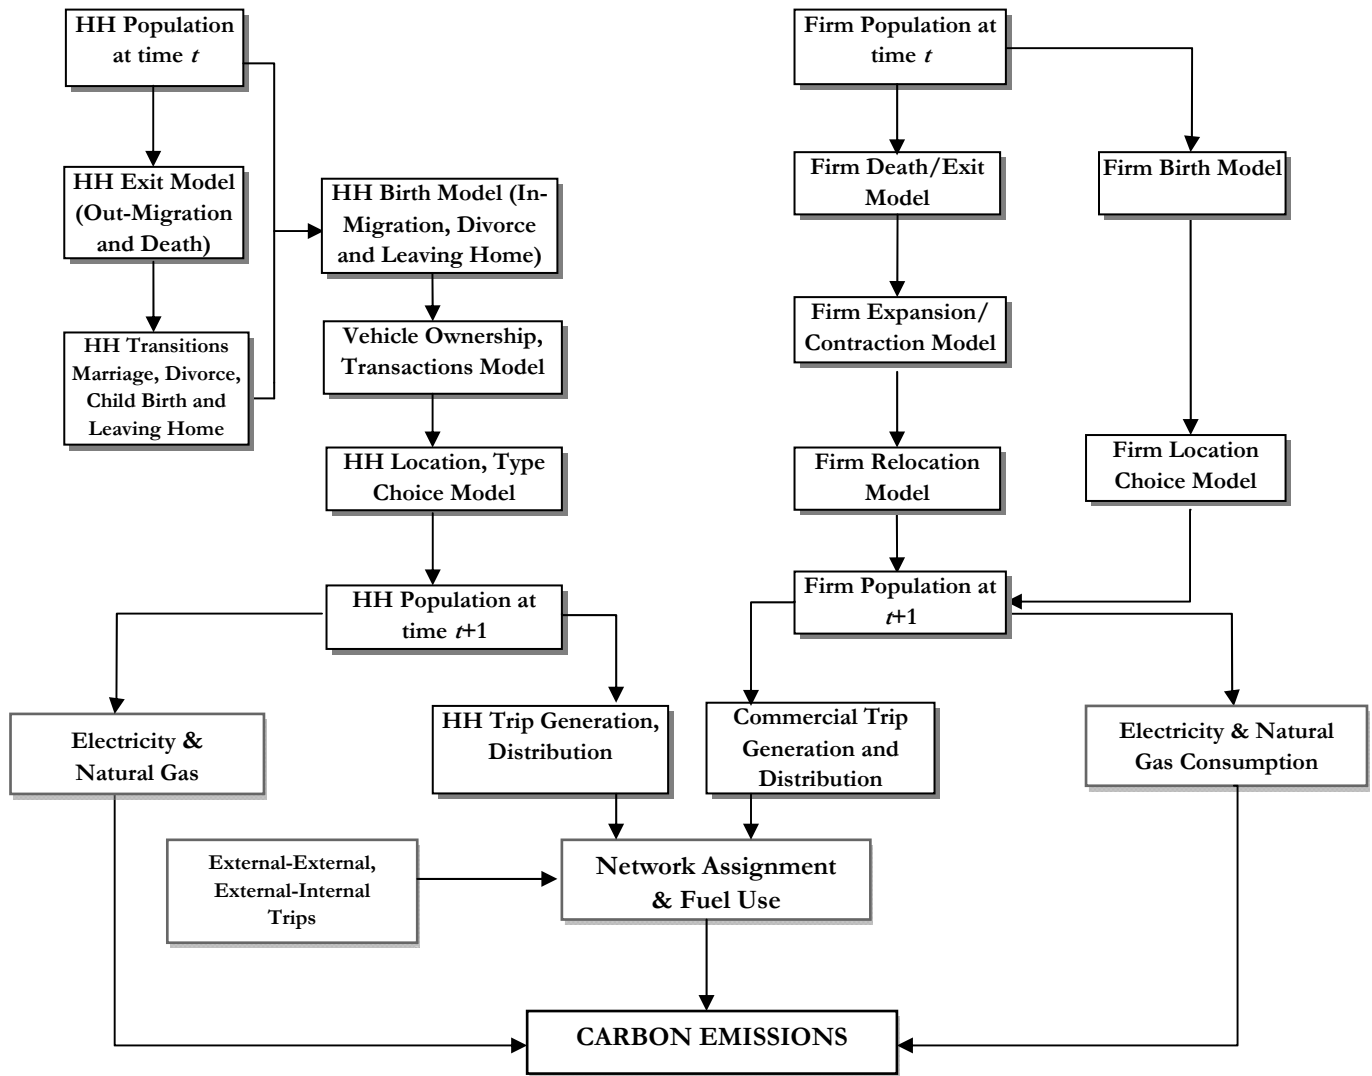 HH Population
at time t
Firm Population at
time t
HH Exit Model
(Out-Migration
and Death)
HH Birth Model (In-
Migration, Divorce
and Leaving Home)
Firm Death/Exit
Model
Firm Birth Model
HH Transitions
Marriage, Divorce,
Child Birth and
Leaving Home
Vehicle Ownership,
Transactions Model
Firm Expansion/
Contraction Model
HH Location, Type
Choice Model
Firm Relocation
Model
Firm Location
Choice Model
HH Population at
time t+1
Firm Population at
t+1
Electricity &
Natural Gas
HH Trip Generation,
Distribution
Commercial Trip
Generation and
Distribution
Electricity & Natural
Gas Consumption
External-External,
External-Internal
Trips
Network Assignment
& Fuel Use
CARBON EMISSIONS